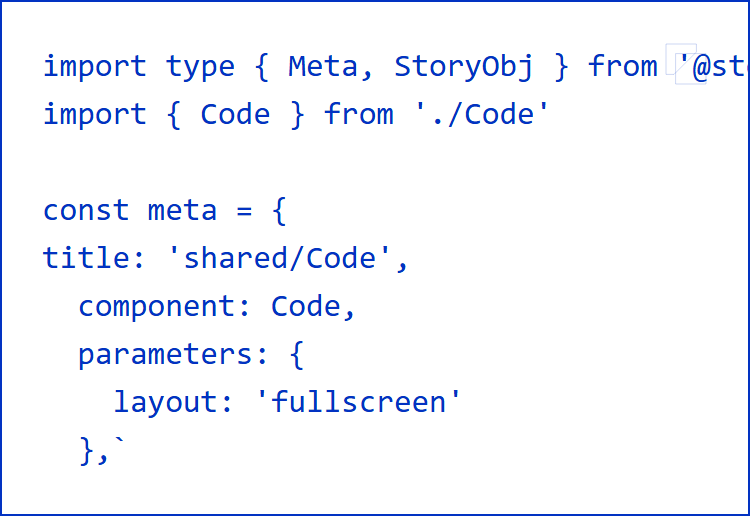 import type { Meta, StoryObj } from '@st
import { Code } from './Code'

const meta = {
title: 'shared/Code',
  component: Code,
  parameters: {
    layout: 'fullscreen'
  },`